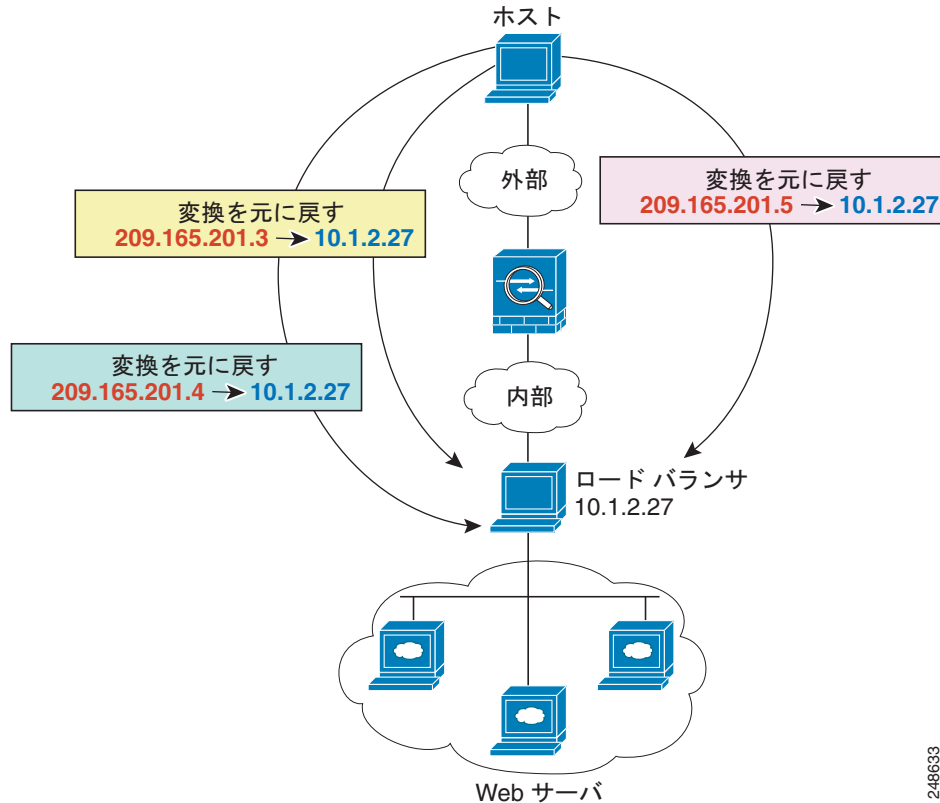 ホスト
外部
変換を元に戻す
209.165.201.3 → 10.1.2.27
変換を元に戻す
209.165.201.5 → 10.1.2.27
変換を元に戻す
209.165.201.4 → 10.1.2.27
内部
ロード バランサ
10.1.2.27
Web サーバ
248633